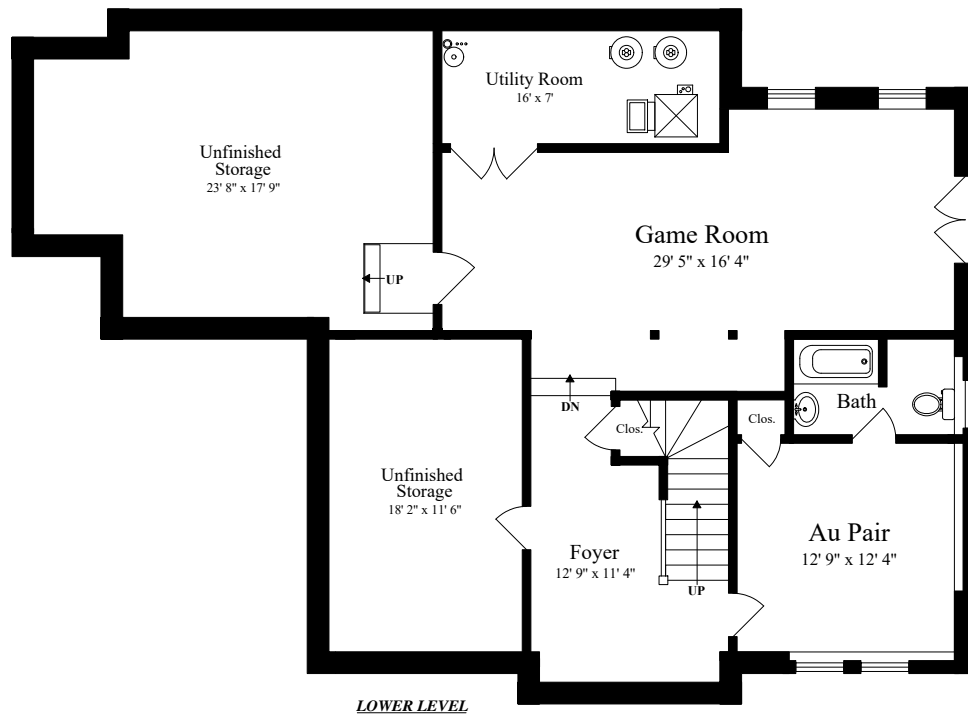 Utility Room
16' x 7'
Unfinished
Storage
23' 8" x 17' 9"
Game Room
29' 5" x 16' 4"
UP
DN
Clos.
Clos.
Bath
Unfinished
Storage
18' 2" x 11' 6"
Foyer
12' 9" x 11' 4"
Au Pair
12' 9" x 12' 4"
UP
LOWER LEVEL